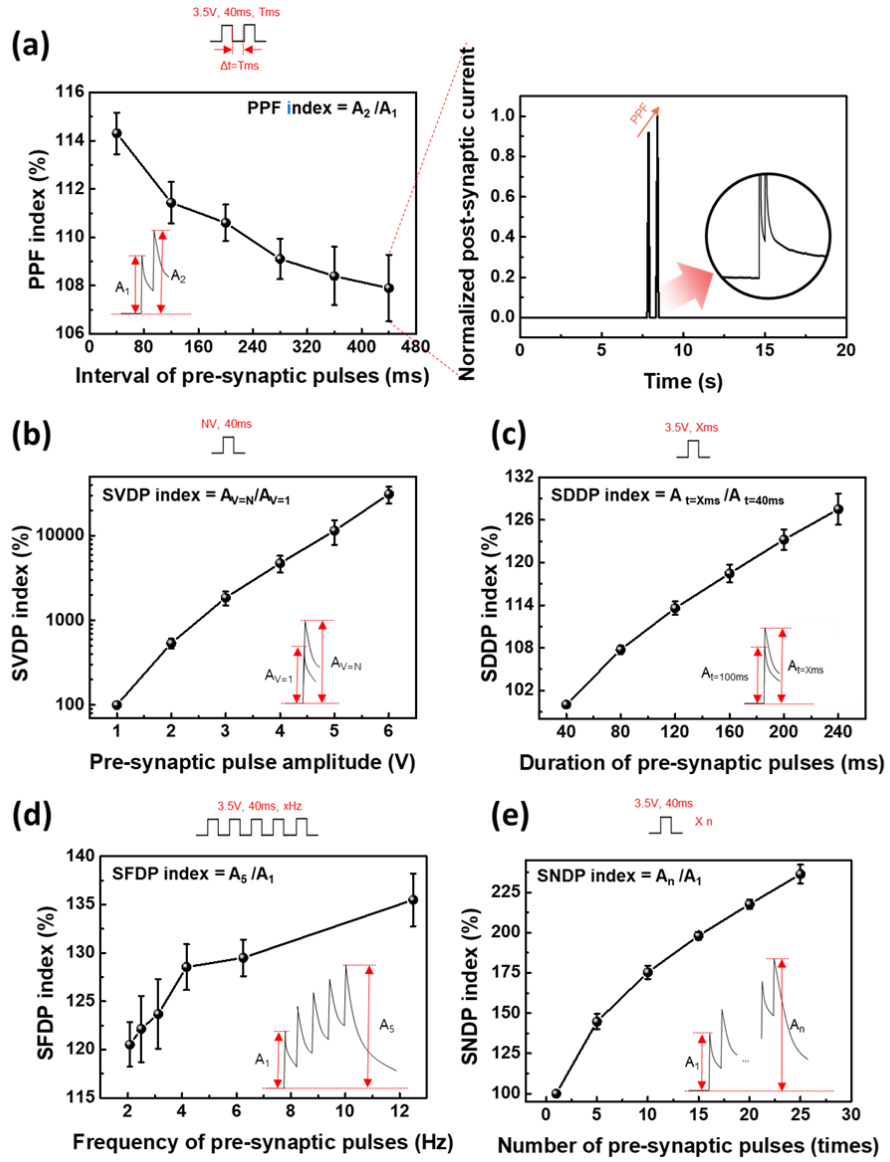 3.5V, 40ms, Tms
(a)
Δt=Tms
PPF index = A2/A1
PPF index (%)
116
114
112
110
108
106
A1
A2
0 80 160 240 320 400 480
Interval of pre-synaptic pulses (ms)
Normalized post-synaptic current
1.0
0.8
0.6
0.4
0.2
0.0
PPF
0 5 10 15 20
Time (s)
(b)
NV, 40ms
SVDP index = AV=N/AV=1
SVDP index (%)
10000
1000
100
AV=1
AV=N
1 2 3 4 5 6
Pre-synaptic pulse amplitude (V)
(c)
3.5V, Xms
SDDP index = A t=Xms/A t=40ms
SDDP index (%)
132
126
120
114
108
102
At=100ms
At=Xms
40 80 120 160 200 240
Duration of pre-synaptic pulses (ms)
(d)
3.5V, 40ms, xHz
SFDP index = A5/A1
SFDP index (%)
140
135
130
125
120
115
A1
A5
2 4 6 8 10 12
Frequency of pre-synaptic pulses (Hz)
(e)
3.5V, 40ms
X n
SNDP index = An/A1
SNDP index (%)
225
200
175
150
125
100
A1
...
An
0 5 10 15 20 25 30
Number of pre-synaptic pulses (times)